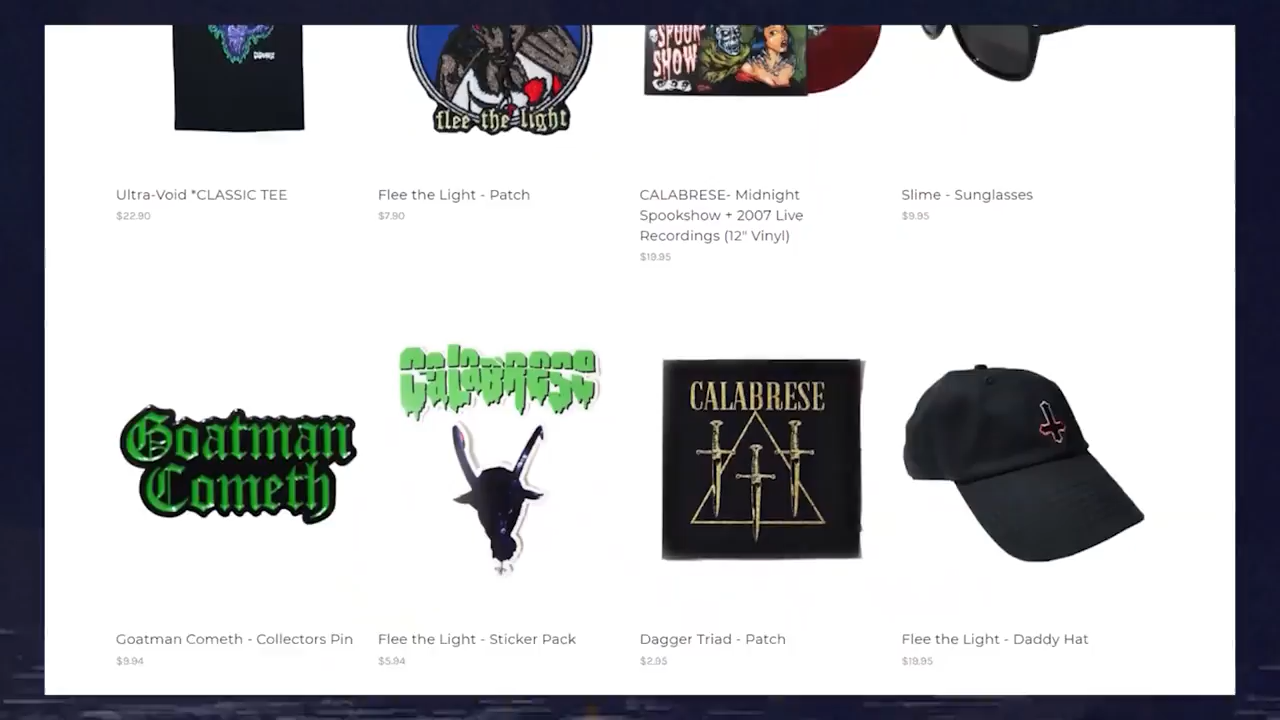 flee the light
SPOOK
SHOW
Ultra-Void *CLASSIC TEE
$22.90
Flee the Light - Patch
$7.90
CALABRESE- Midnight
Spookshow + 2007 Live
Recordings (12" Vinyl)
$19.95
Slime - Sunglasses
$9.95
Goatman
Cometh
CALABRESE
CALABRESE
Goatman Cometh - Collectors Pin
$9.94
Flee the Light - Sticker Pack
$5.94
Dagger Triad - Patch
$2.95
Flee the Light - Daddy Hat
$19.95